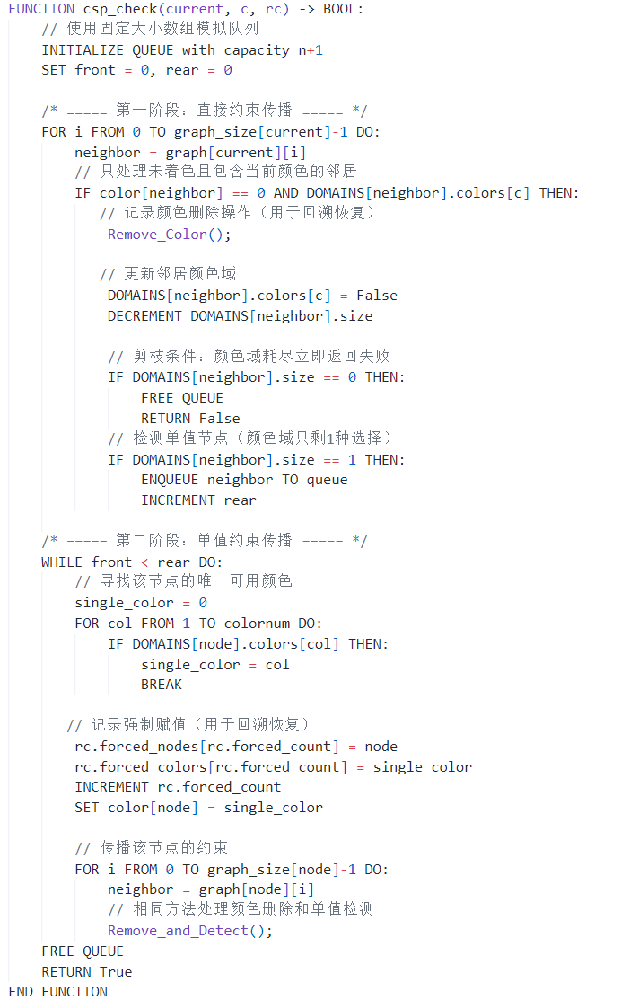 FUNCTION csp_check(current, c, rc) -> BOOL:
// 使用固定大小数组模拟队列
INITIALIZE QUEUE with capacity n+1
SET front = 0, rear = 0
/* ===== 第一阶段：直接约束传播 ===== */
FOR i FROM 0 TO graph_size[current]-1 DO:
neighbor = graph[current][i]
// 只处理未着色且包含当前颜色的邻居
IF color[neighbor] == 0 AND DOMAINS[neighbor].colors[c] THEN:
// 记录颜色删除操作（用于回溯恢复）
Remove_Color();
// 更新邻居颜色域
DOMAINS[neighbor].colors[c] = False
DECREMENT DOMAINS[neighbor].size
// 剪枝条件：颜色域耗尽立即返回失败
IF DOMAINS[neighbor].size == 0 THEN:
FREE QUEUE
RETURN False
// 检测单值节点（颜色域只剩1种选择）
IF DOMAINS[neighbor].size == 1 THEN:
ENQUEUE neighbor TO queue
INCREMENT rear
/* ===== 第二阶段：单值约束传播 ===== */
WHILE front < rear DO:
// 寻找该节点的唯一可用颜色
single_color = 0
FOR col FROM 1 TO colornum DO:
IF DOMAINS[node].colors[col] THEN:
single_color = col
BREAK
// 记录强制赋值（用于回溯恢复）
rc.forced_nodes[rc.forced_count] = node
rc.forced_colors[rc.forced_count] = single_color
INCREMENT rc.forced_count
SET color[node] = single_color
// 传播该节点的约束
FOR i FROM 0 TO graph_size[node]-1 DO:
neighbor = graph[node][i]
// 相同方法处理颜色删除和单值检测
Remove_and_Detect();
FREE QUEUE
RETURN True
END FUNCTION